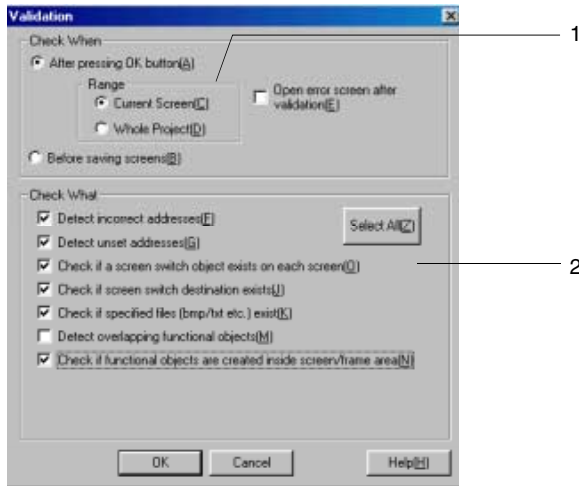 Validation
Check When
1
After pressing OK button(A)
Range
Current Screen(C)
Whole Project(D)
Open error screen after
validation(E)
Before saving screens(B)
Check What
Detect incorrect addresses(F)
Select All(Z)
Detect unset addresses(G)
Check if a screen switch object exists on each screen(O)
2
Check if screen switch destination exists(J)
Check if specified files (bmp/txt etc.) exist(K)
Detect overlapping functional objects(M)
Check if functional objects are created inside screen/frame area(N)
OK
Cancel
Help(H)